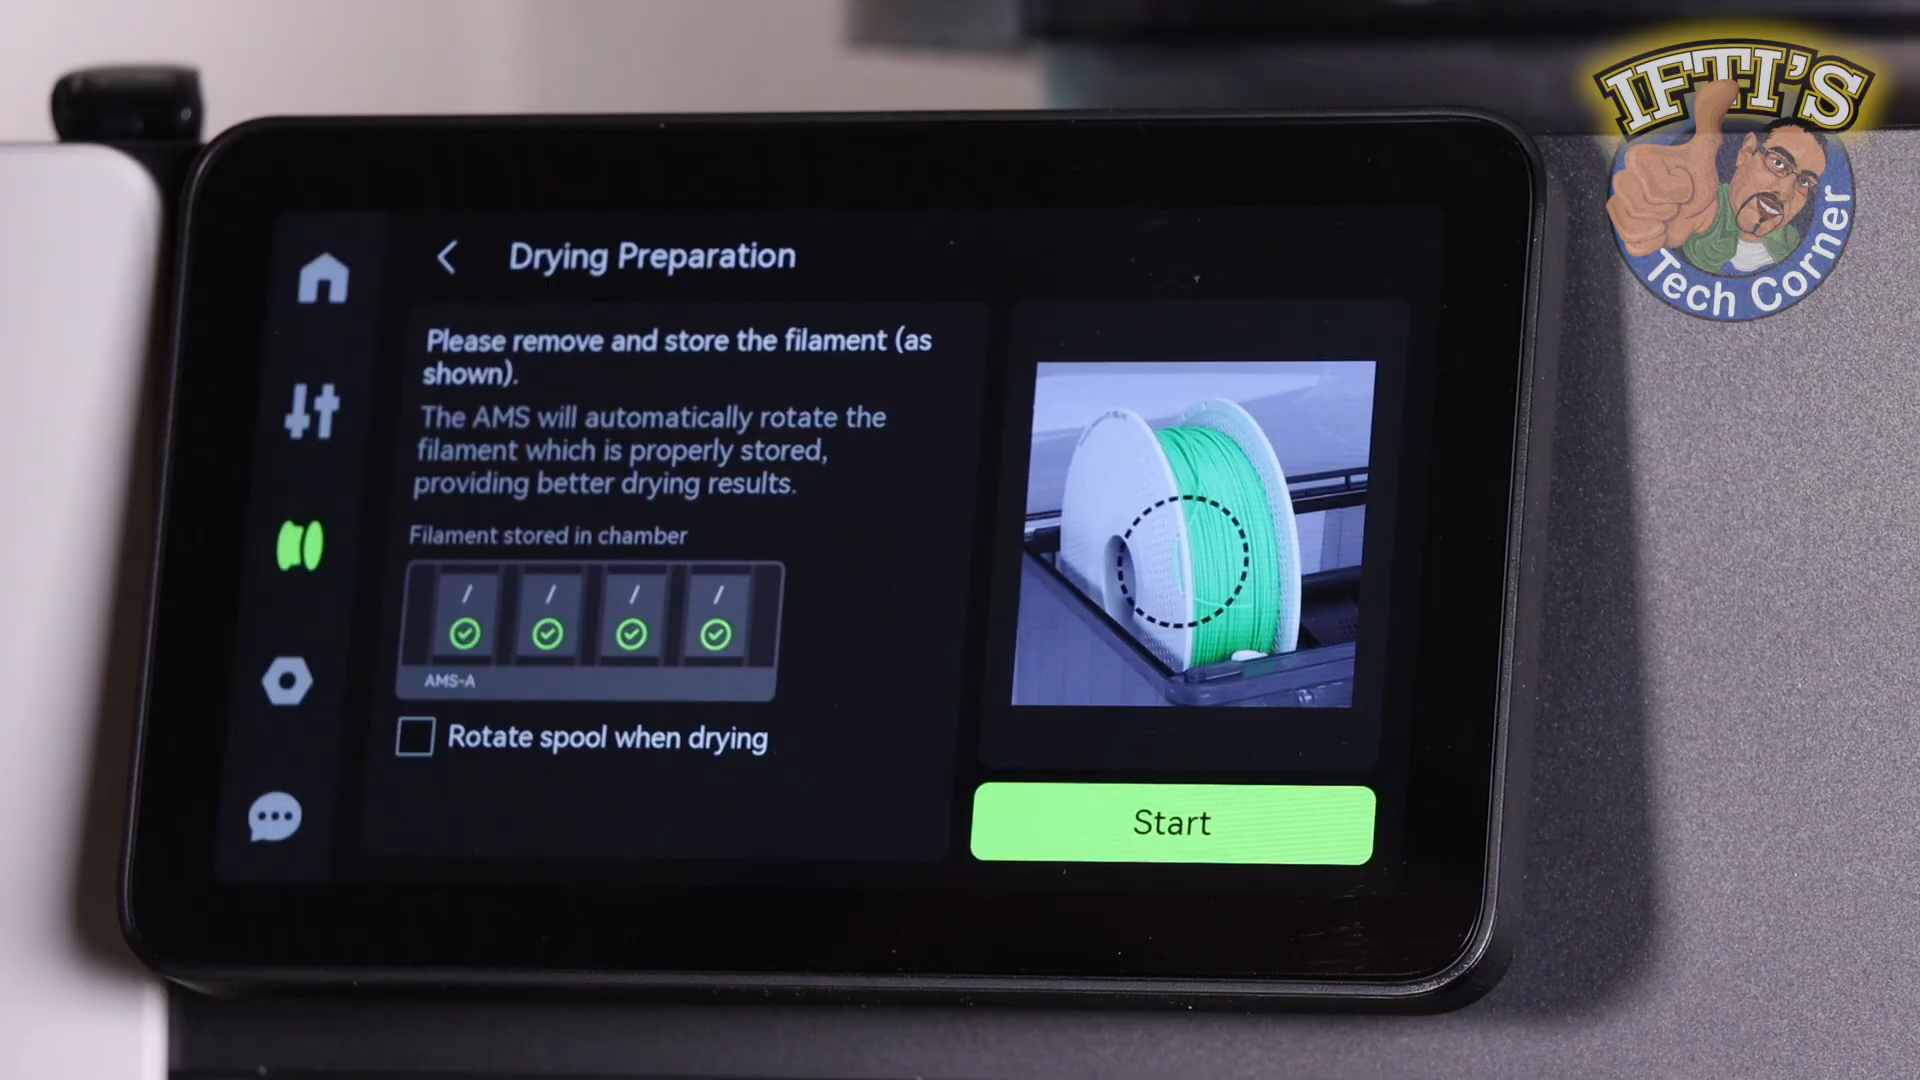 IFTI'S
Tech Corner
Drying Preparation
Please remove and store the filament (as
shown).
The AMS will automatically rotate the
filament which is properly stored,
providing better drying results.
Filament stored in chamber
/ / / /
AMS-A
Rotate spool when drying
Start